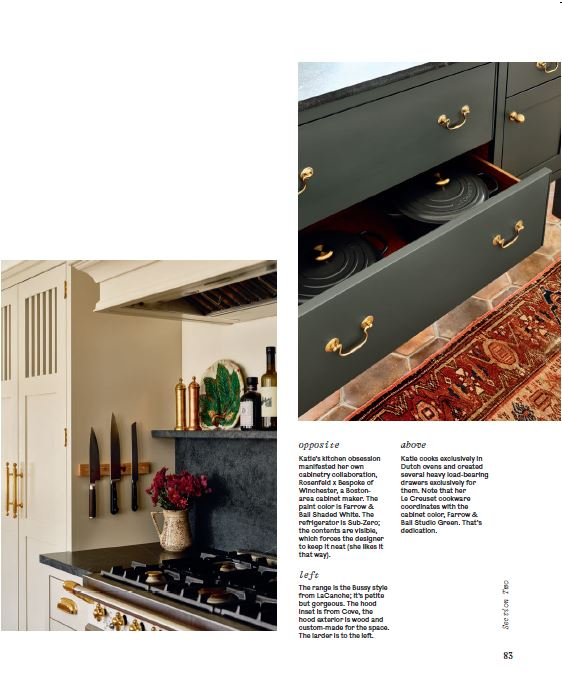 opposite
Katie's kitchen obsession
manifested her own
cabinetry collaboration,
Rosenfeld x Bespoke of
Winchester, a Boston-
area cabinet maker. The
paint color is Farrow &
Ball Shaded White. The
refrigerator is Sub-Zero;
the contents are visible,
which forces the designer
to keep it neat (she likes it
that way).
left
The range is the Bussy style
from LaCanche; it's petite
but gorgeous. The hood
inset is from Cove, the
hood exterior is wood and
custom-made for the space.
The larder is to the left.
above
Katie cooks exclusively in
Dutch ovens and created
several heavy load-bearing
drawers exclusively for
them. Note that her
Le Creuset cookware
coordinates with the
cabinet color, Farrow &
Ball Studio Green. That's
dedication.
Section Two
83